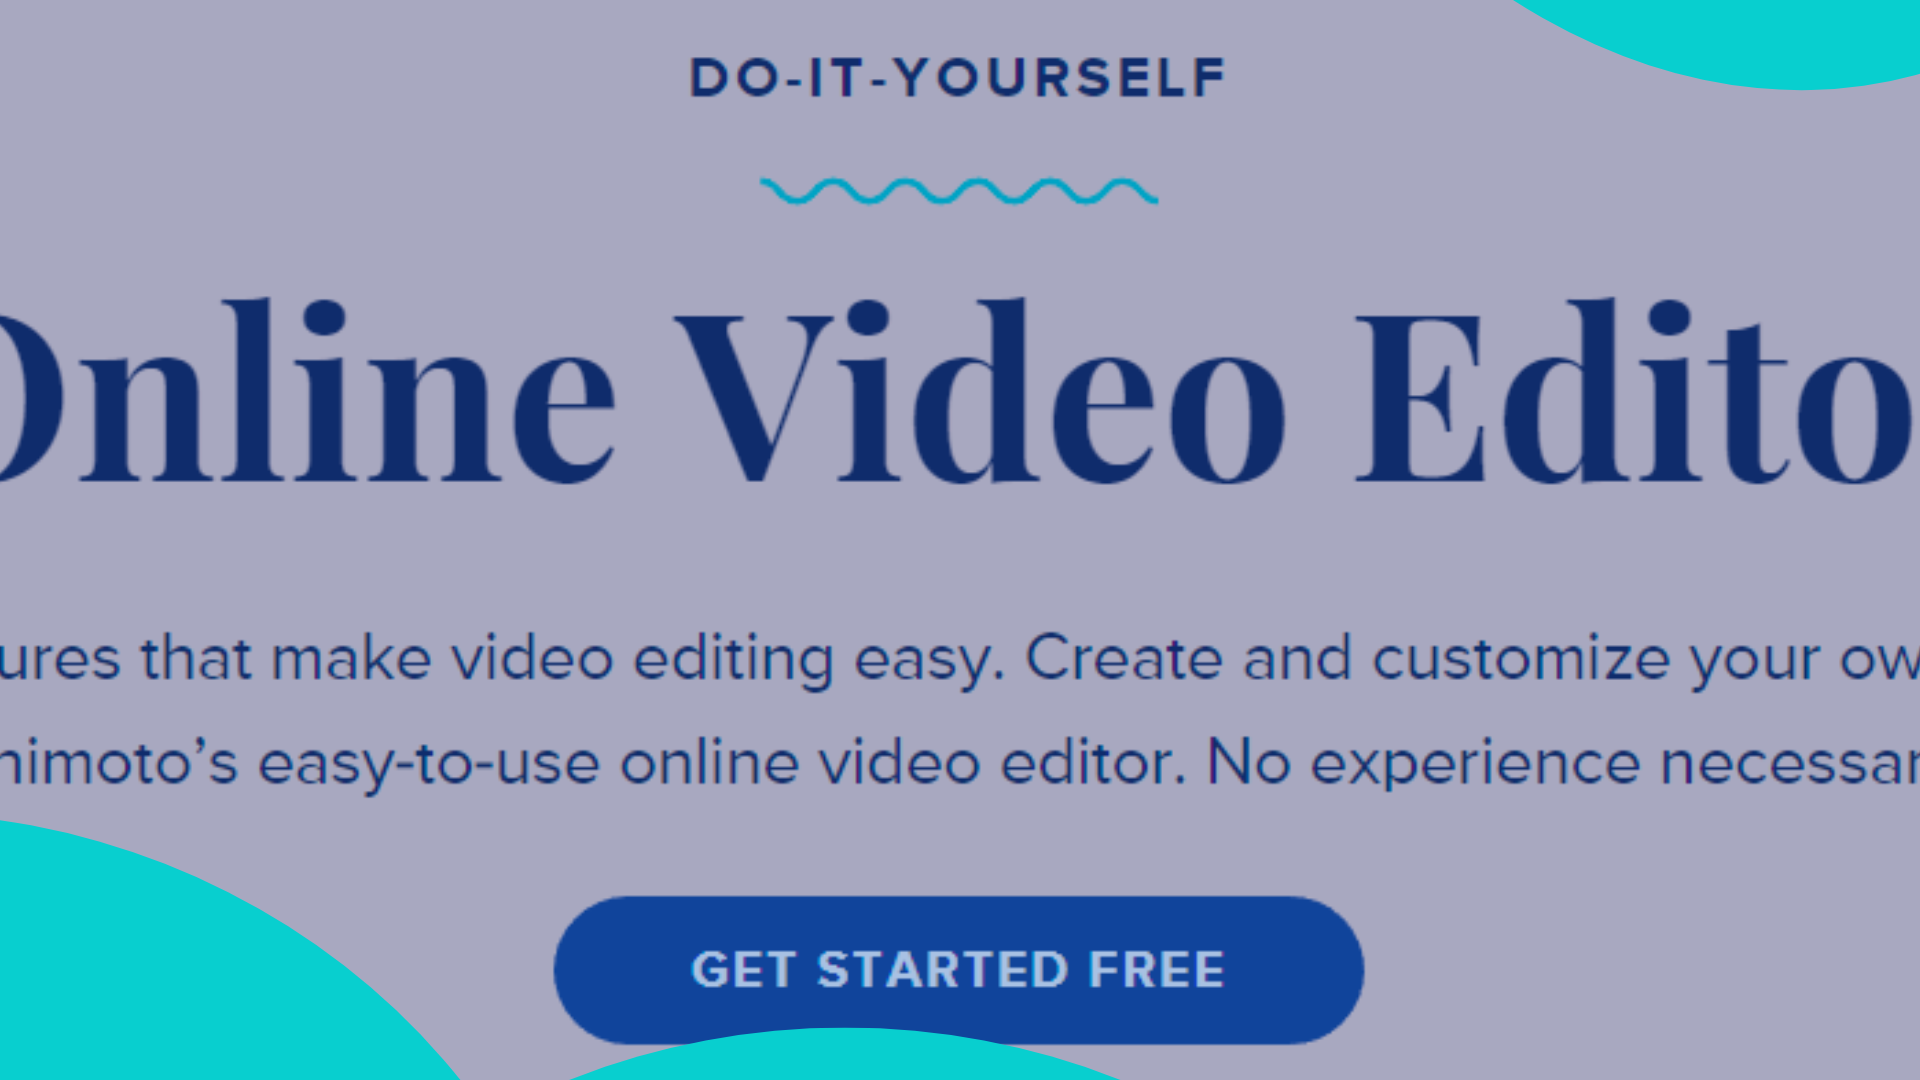 DO-IT-YOURSELF
Online Video Edito
ures that make video editing easy. Create and customize your ow
nimoto’s easy-to-use online video editor. No experience necessar
GET STARTED FREE